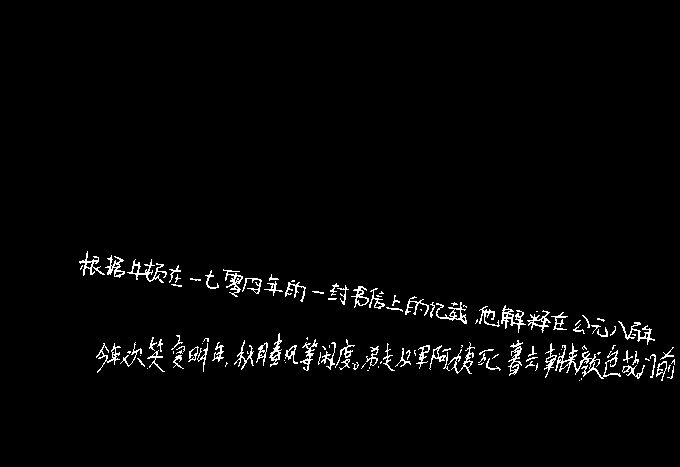 根据牛顿在一七零四年的一封书信上的记载,他解释在公元八百年
今年欢笑复明年,秋月春风等闲度。弟走从军阿姨死,暮去朝来颜色故门前